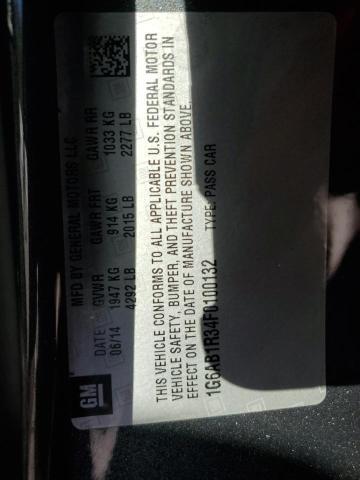 GM
MFD BY GENERAL MOTORS LLC
DATE GVWR GAWR FRT GAWR RR
06/14 1947 KG 914 KG 1033 KG
4292 LB 2015 LB 2277 LB
THIS VEHICLE CONFORMS TO ALL APPLICABLE U.S. FEDERAL MOTOR
VEHICLE SAFETY, BUMPER, AND THEFT PREVENTION STANDARDS IN
EFFECT ON THE DATE OF MANUFACTURE SHOWN ABOVE.
1G6AB1R34F0100132 TYPE: PASS CAR